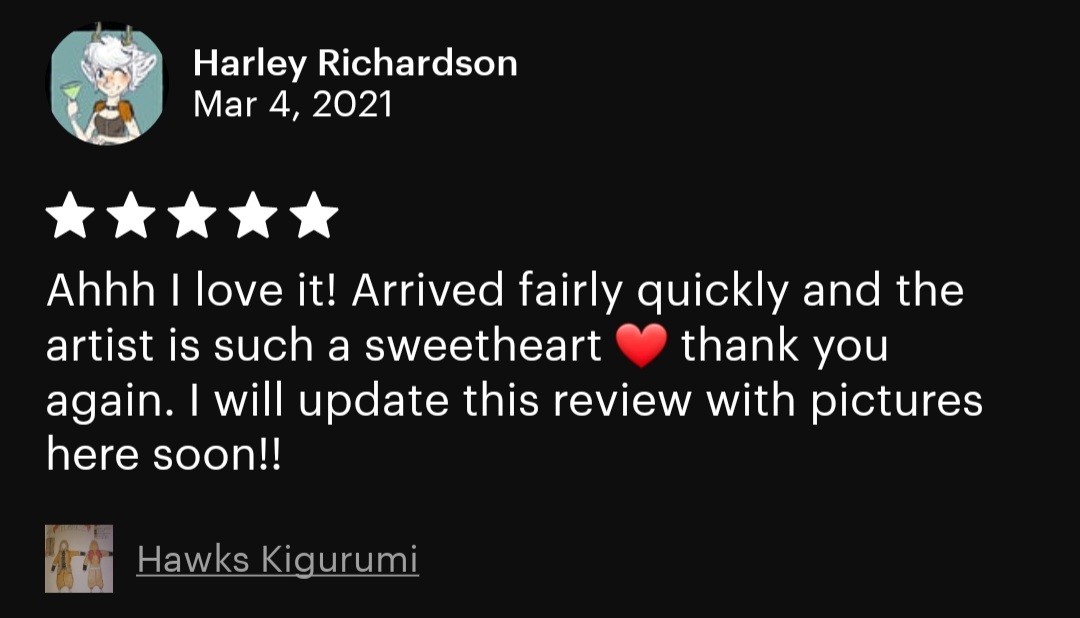 Harley Richardson
Mar 4, 2021
Ahhh I love it! Arrived fairly quickly and the
artist is such a sweetheart ❤️ thank you
again. I will update this review with pictures
here soon!!
Hawks Kigurumi